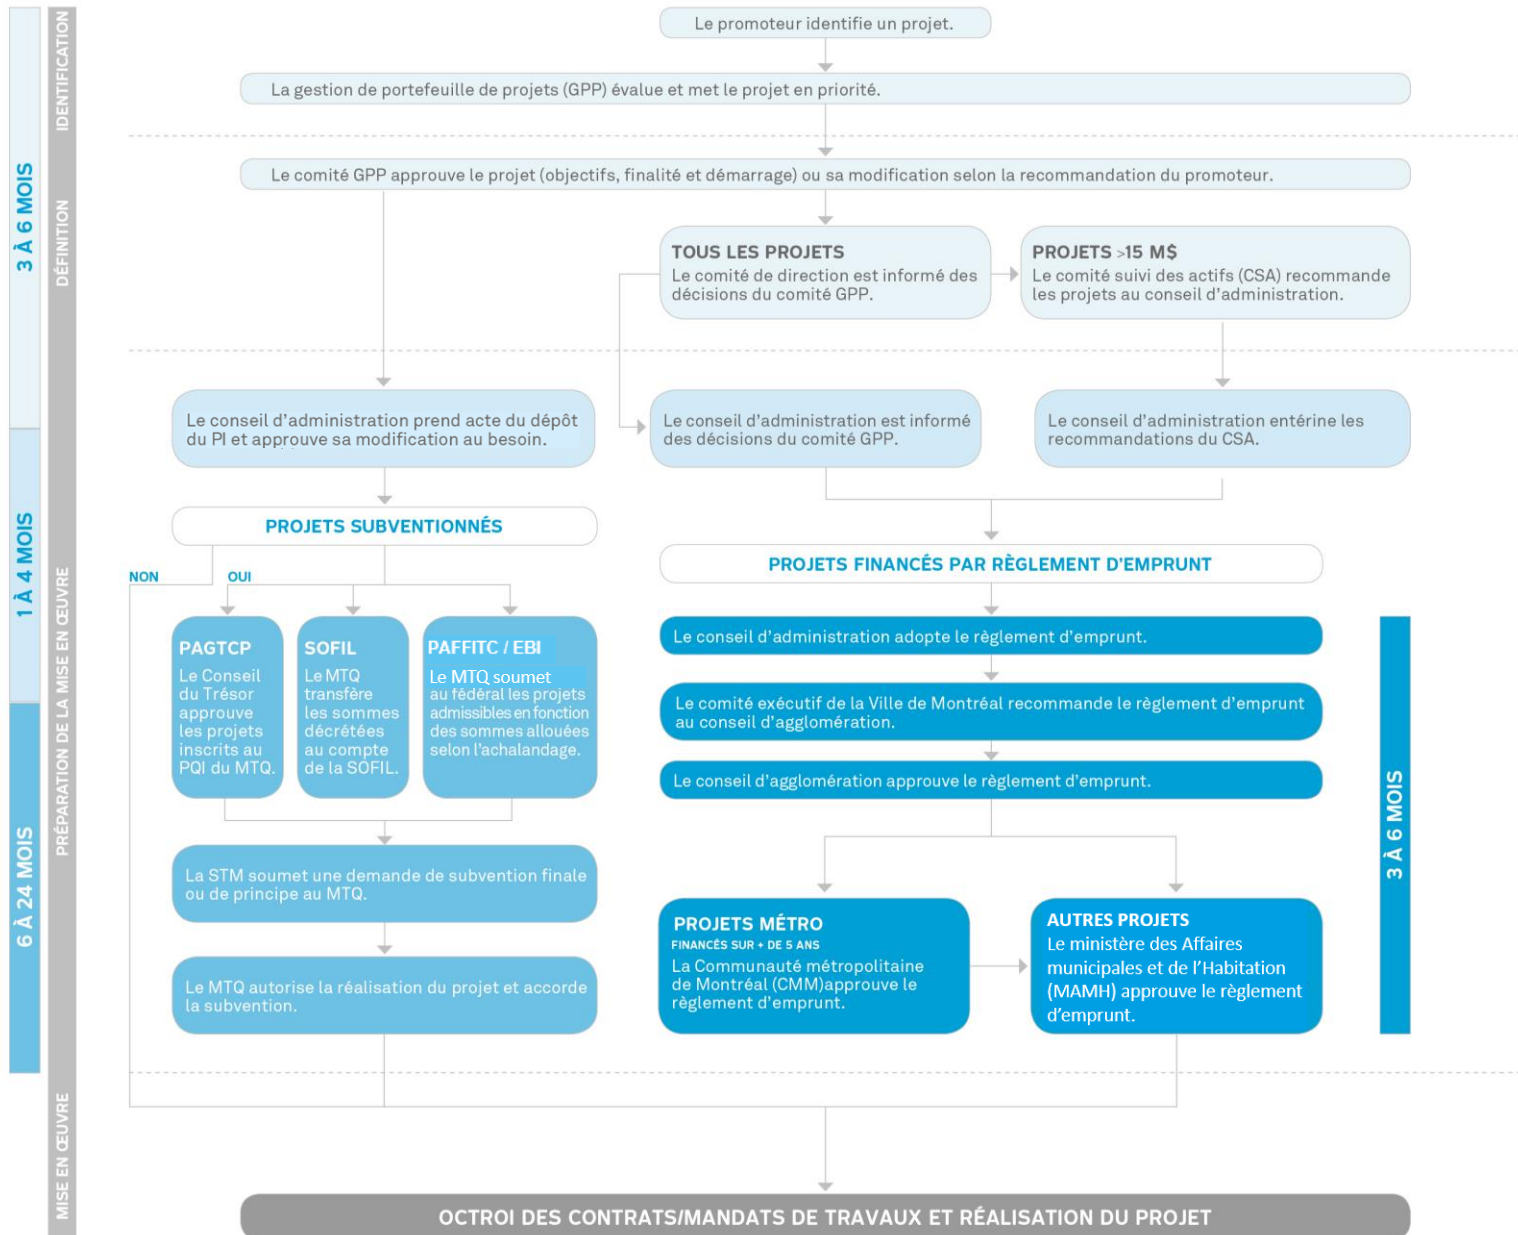 IDENTIFICATION
DÉFINITION
PRÉPARATION DE LA MISE EN ŒUVRE
MISE EN ŒUVRE
3 À 6 MOIS
1 À 4 MOIS
6 À 24 MOIS
Le promoteur identifie un projet.
La gestion de portefeuille de projets (GPP) évalue et met le projet en priorité.
Le comité GPP approuve le projet (objectifs, finalité et démarrage) ou sa modification selon la recommandation du promoteur.
TOUS LES PROJETS
Le comité de direction est informé des
décisions du comité GPP.
PROJETS >15 M$
Le comité suivi des actifs (CSA) recommande
les projets au conseil d'administration.
Le conseil d'administration prend acte du dépôt
du PI et approuve sa modification au besoin.
Le conseil d'administration est informé
des décisions du comité GPP.
Le conseil d'administration entérine les
recommandations du CSA.
PROJETS SUBVENTIONNÉS
NON
OUI
PAGTCP
Le Conseil
du Trésor
approuve
les projets
inscrits au
PQI du MTQ.
SOFIL
Le MTQ
transfère
les sommes
décrétées
au compte
de la SOFIL.
PAFFITC / EBI
Le MTQ soumet
au fédéral les projets
admissibles en fonction
des sommes allouées
selon l'achalandage.
La STM soumet une demande de subvention finale
ou de principe au MTQ.
Le MTQ autorise la réalisation du projet et accorde
la subvention.
PROJETS FINANCÉS PAR RÈGLEMENT D'EMPRUNT
Le conseil d'administration adopte le règlement d'emprunt.
Le comité exécutif de la Ville de Montréal recommande le règlement d'emprunt
au conseil d'agglomération.
Le conseil d'agglomération approuve le règlement d'emprunt.
PROJETS MÉTRO
FINANCÉS SUR + DE 5 ANS
La Communauté métropolitaine
de Montréal (CMM)approuve le
règlement d'emprunt.
AUTRES PROJETS
Le ministère des Affaires
municipales et de l'Habitation
(MAMH) approuve le règlement
d'emprunt.
3 À 6 MOIS
OCTROI DES CONTRATS/MANDATS DE TRAVAUX ET RÉALISATION DU PROJET